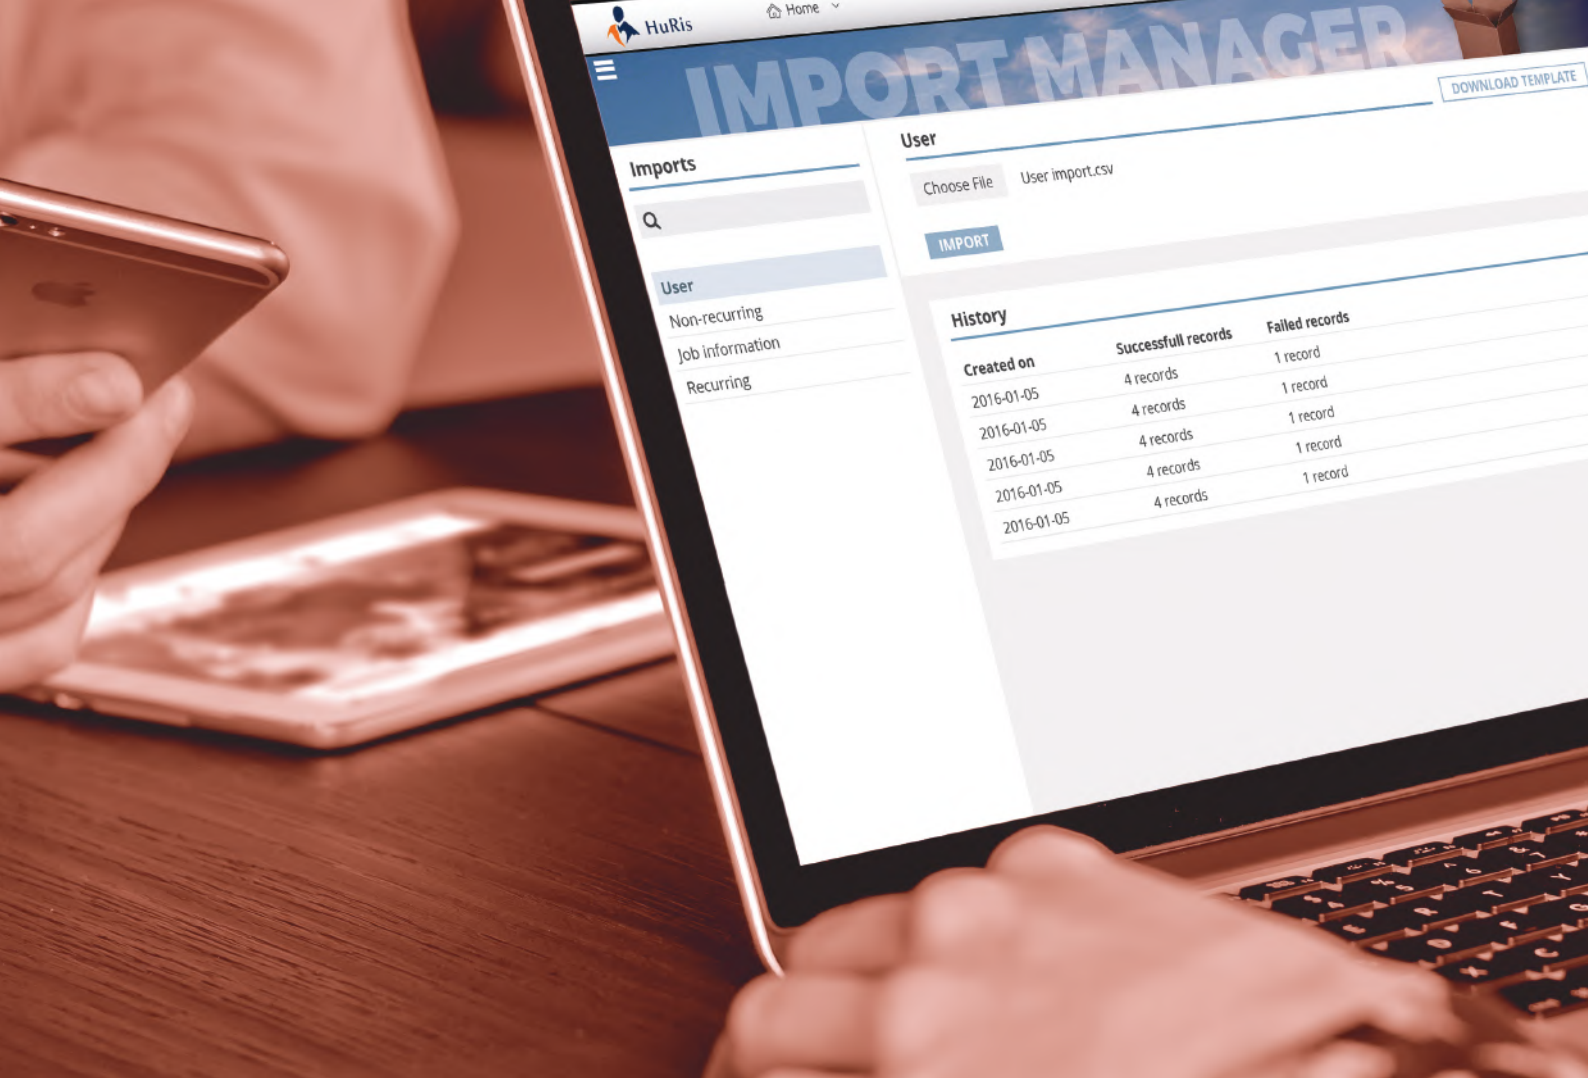 HuRis
Home
IMPORT MANAGER
Imports
User
Non-recurring
Job information
Recurring
User
DOWNLOAD TEMPLATE
Choose File User import.csv
IMPORT
History
Created on Successfull records Failed records
2016-01-05 4 records 1 record
2016-01-05 4 records 1 record
2016-01-05 4 records 1 record
2016-01-05 4 records 1 record
2016-01-05 4 records 1 record